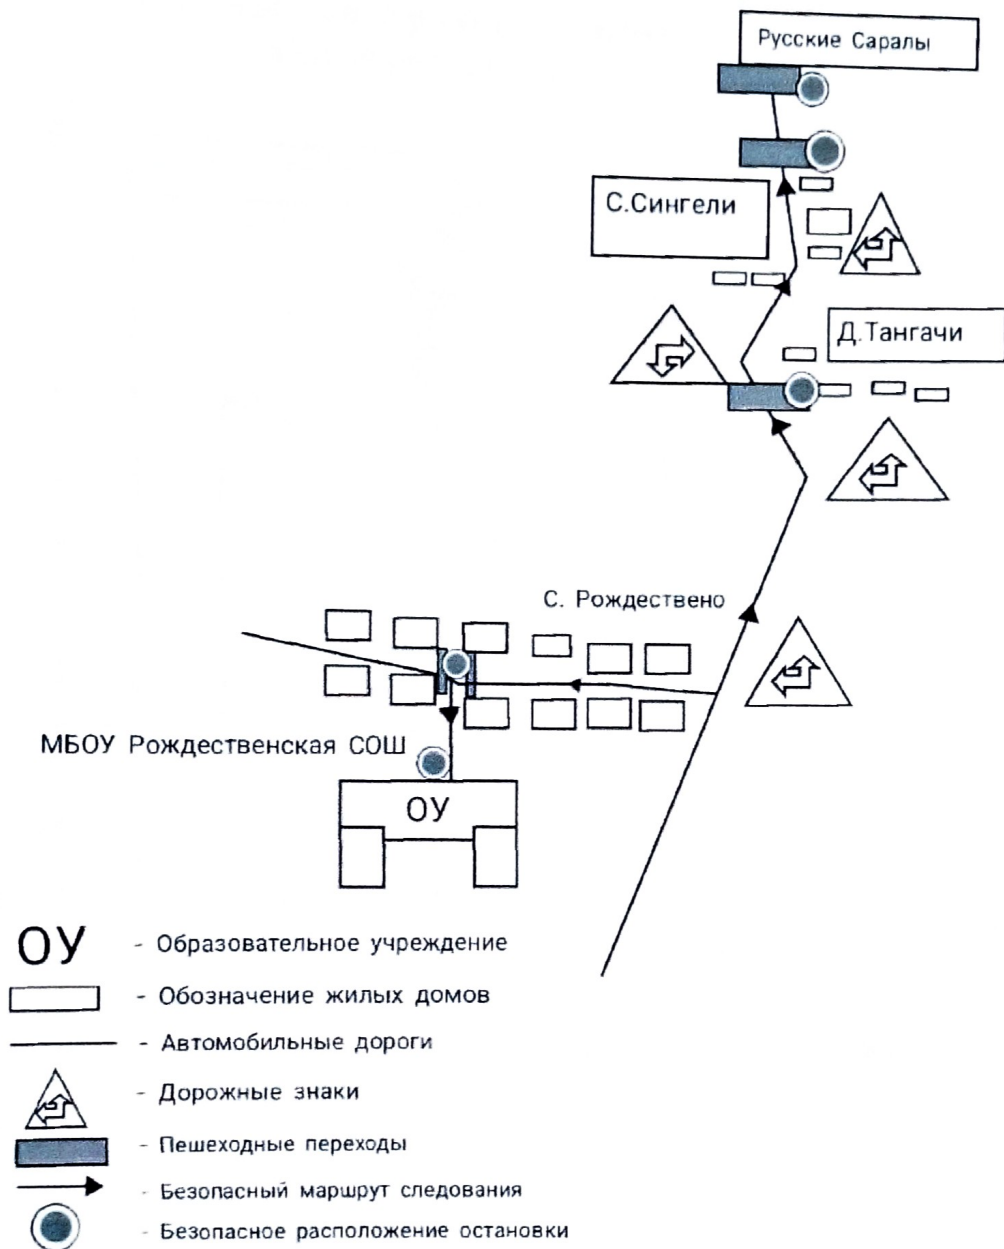 Русские Саралы
С.Сингели
Д.Тангачи
С. Рождествено
МБОУ Рождественская СОШ
ОУ
ОУ - Образовательное учреждение
- Обозначение жилых домов
- Автомобильные дороги
- Дорожные знаки
- Пешеходные переходы
- Безопасный маршрут следования
- Безопасное расположение остановки